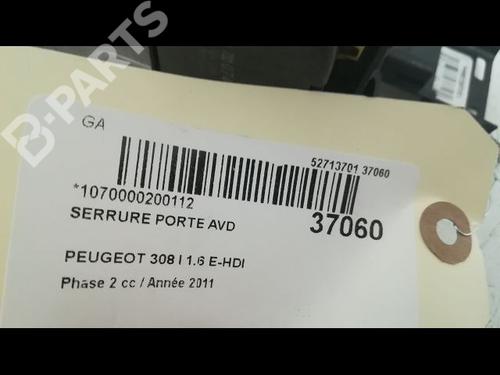 B-PARTS
GA
52713701 37060
*1070000200112
SERRURE PORTE AVD
37060
PEUGEOT 308 I 1.6 E-HDI
Phase 2 cc / Année 2011